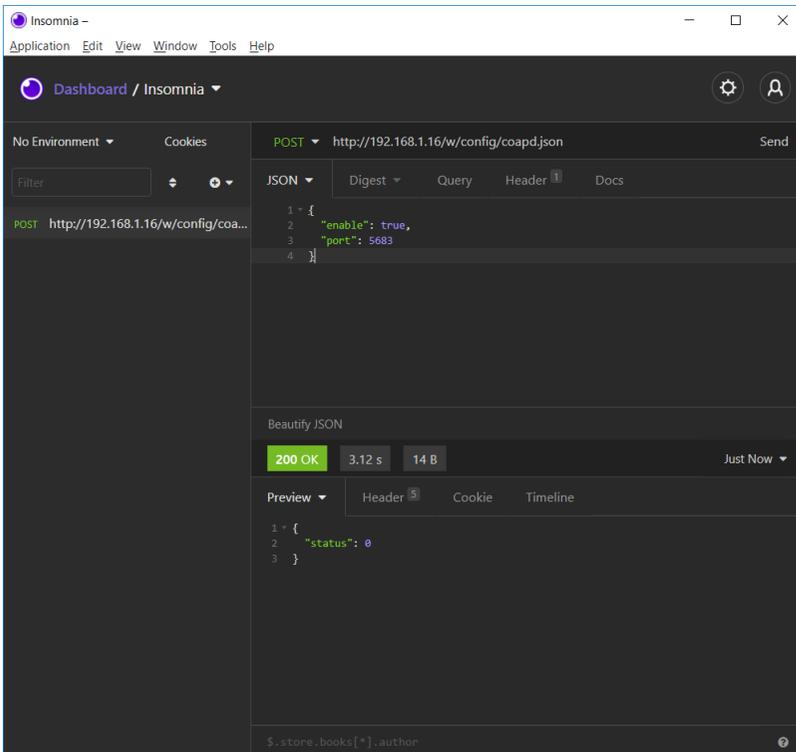 Insomnia –
Application Edit View Window Tools Help
Dashboard / Insomnia
No Environment Cookies
POST http://192.168.1.16/w/config/coapd.json Send
Filter
JSON Digest Query Header 1 Docs
POST http://192.168.1.16/w/config/coa...
1 {
2 "enable": true,
3 "port": 5683
4 }
Beautify JSON
200 OK 3.12 s 14 B Just Now
Preview Header 5 Cookie Timeline
1 {
2 "status": 0
3 }
$.store.books[*].author